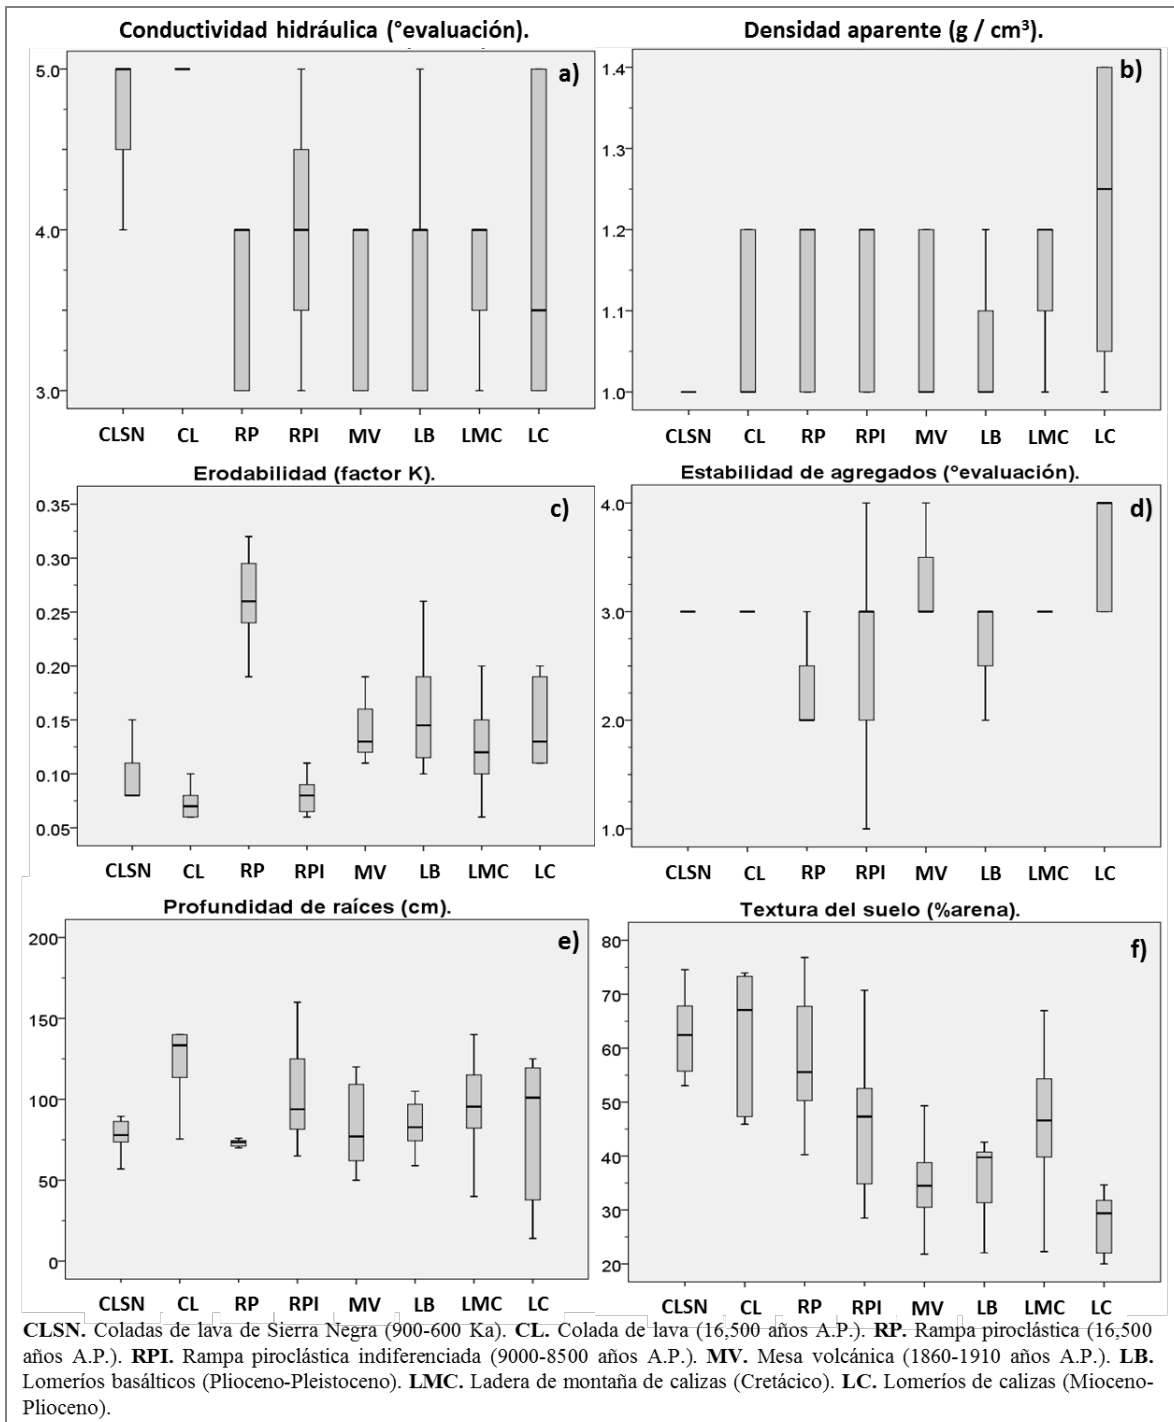 Conductividad hidráulica (°evaluación).
a)
5.0
4.0
3.0
CLSN CL RP RPI MV LB LMC LC
Densidad aparente (g / cm³).
b)
1.4
1.3
1.2
1.1
1.0
CLSN CL RP RPI MV LB LMC LC
Erodabilidad (factor K).
c)
0.35
0.30
0.25
0.20
0.15
0.10
0.05
CLSN CL RP RPI MV LB LMC LC
Estabilidad de agregados (°evaluación).
d)
4.0
3.0
2.0
1.0
CLSN CL RP RPI MV LB LMC LC
Profundidad de raíces (cm).
e)
200
150
100
50
0
CLSN CL RP RPI MV LB LMC LC
Textura del suelo (%arena).
f)
80
70
60
50
40
30
20
CLSN CL RP RPI MV LB LMC LC
CLSN. Coladas de lava de Sierra Negra (900-600 Ka). CL. Colada de lava (16,500 años A.P.). RP. Rampa piroclástica (16,500
años A.P.). RPI. Rampa piroclástica indiferenciada (9000-8500 años A.P.). MV. Mesa volcánica (1860-1910 años A.P.). LB.
Lomeríos basálticos (Plioceno-Pleistoceno). LMC. Ladera de montaña de calizas (Cretácico). LC. Lomeríos de calizas (Mioceno-
Plioceno).